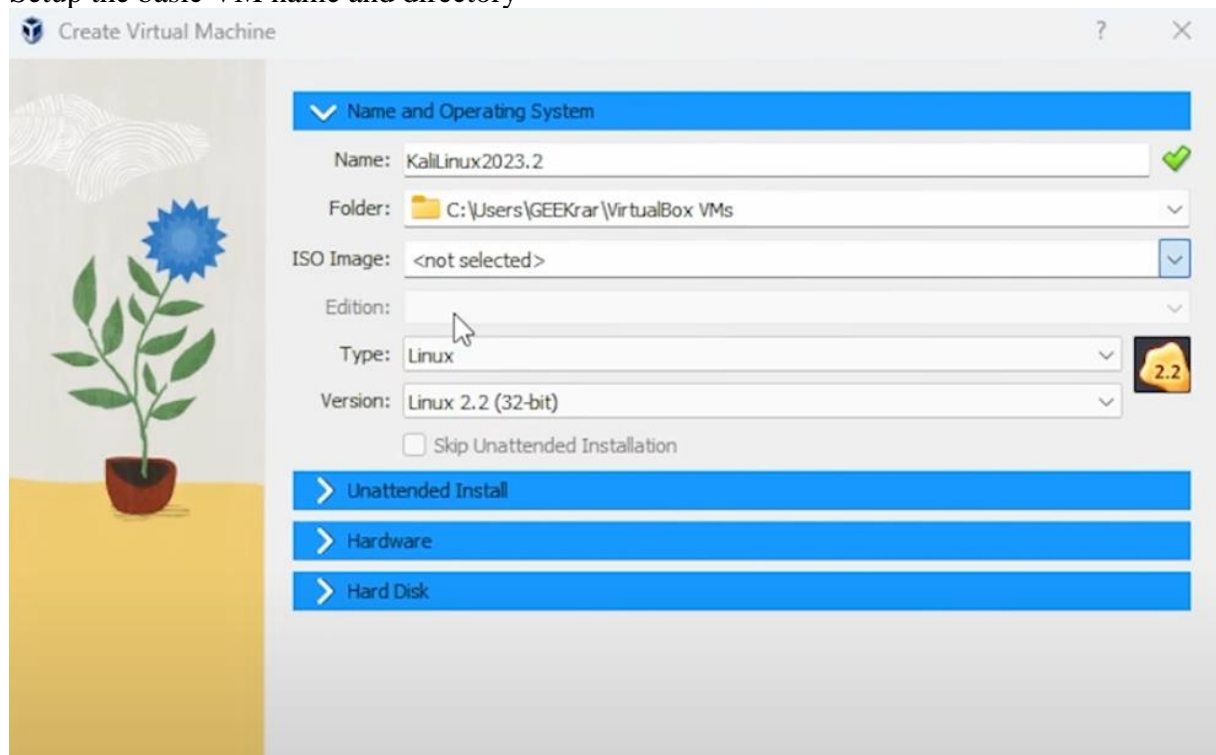 Setup the basic VM name and directory
Create Virtual Machine ?
Name and Operating System
Name: KaliLinux2023.2
Folder: C:\Users\GEEKrar\VirtualBox VMs
ISO Image: <not selected>
Edition:
Type: Linux
2.2
Version: Linux 2.2 (32-bit)
Skip Unattended Installation
Unattended Install
Hardware
Hard Disk